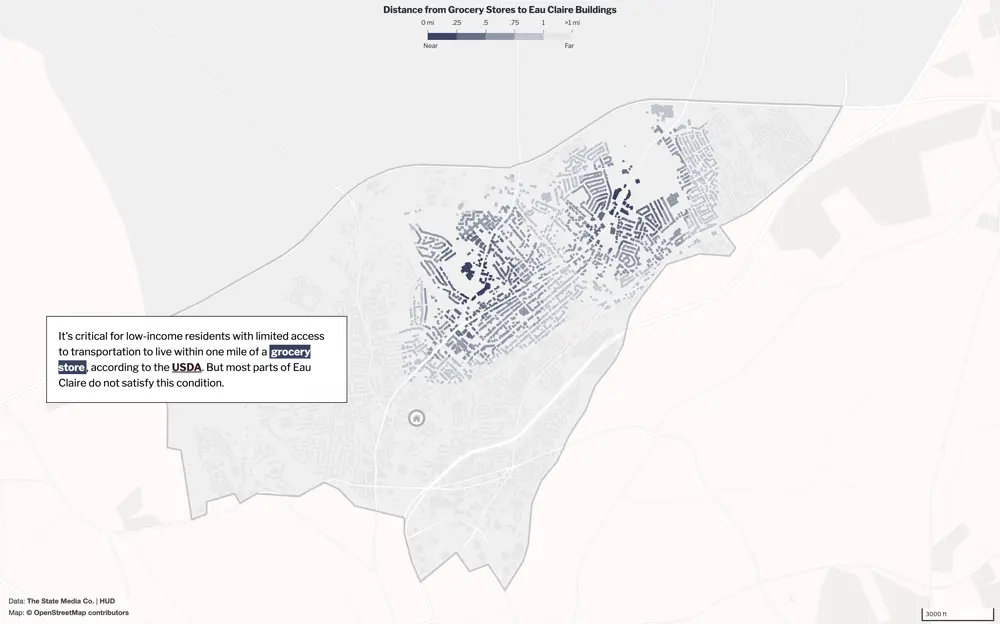 Distance from Grocery Stores to Eau Claire Buildings
0 mi .25 .5 .75 1 >1 mi
Near Far
It's critical for low-income residents with limited access
to transportation to live within one mile of a grocery
store, according to the USDA. But most parts of Eau
Claire do not satisfy this condition.
Data: The State Media Co. | HUD
Map: © OpenStreetMap contributors
3000 ft